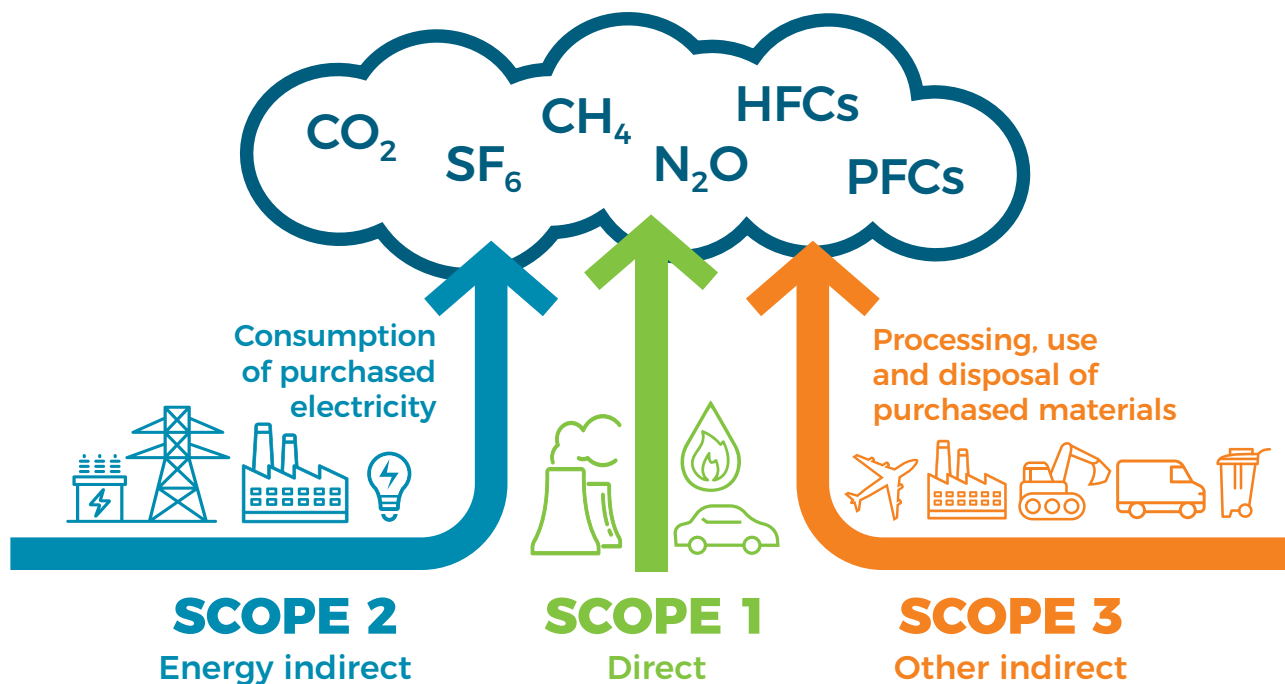 CO₂
SF₆
CH₄
N₂O
HFCs
PFCs
Consumption
of purchased
electricity
Processing, use
and disposal of
purchased materials
SCOPE 2
Energy indirect
SCOPE 1
Direct
SCOPE 3
Other indirect